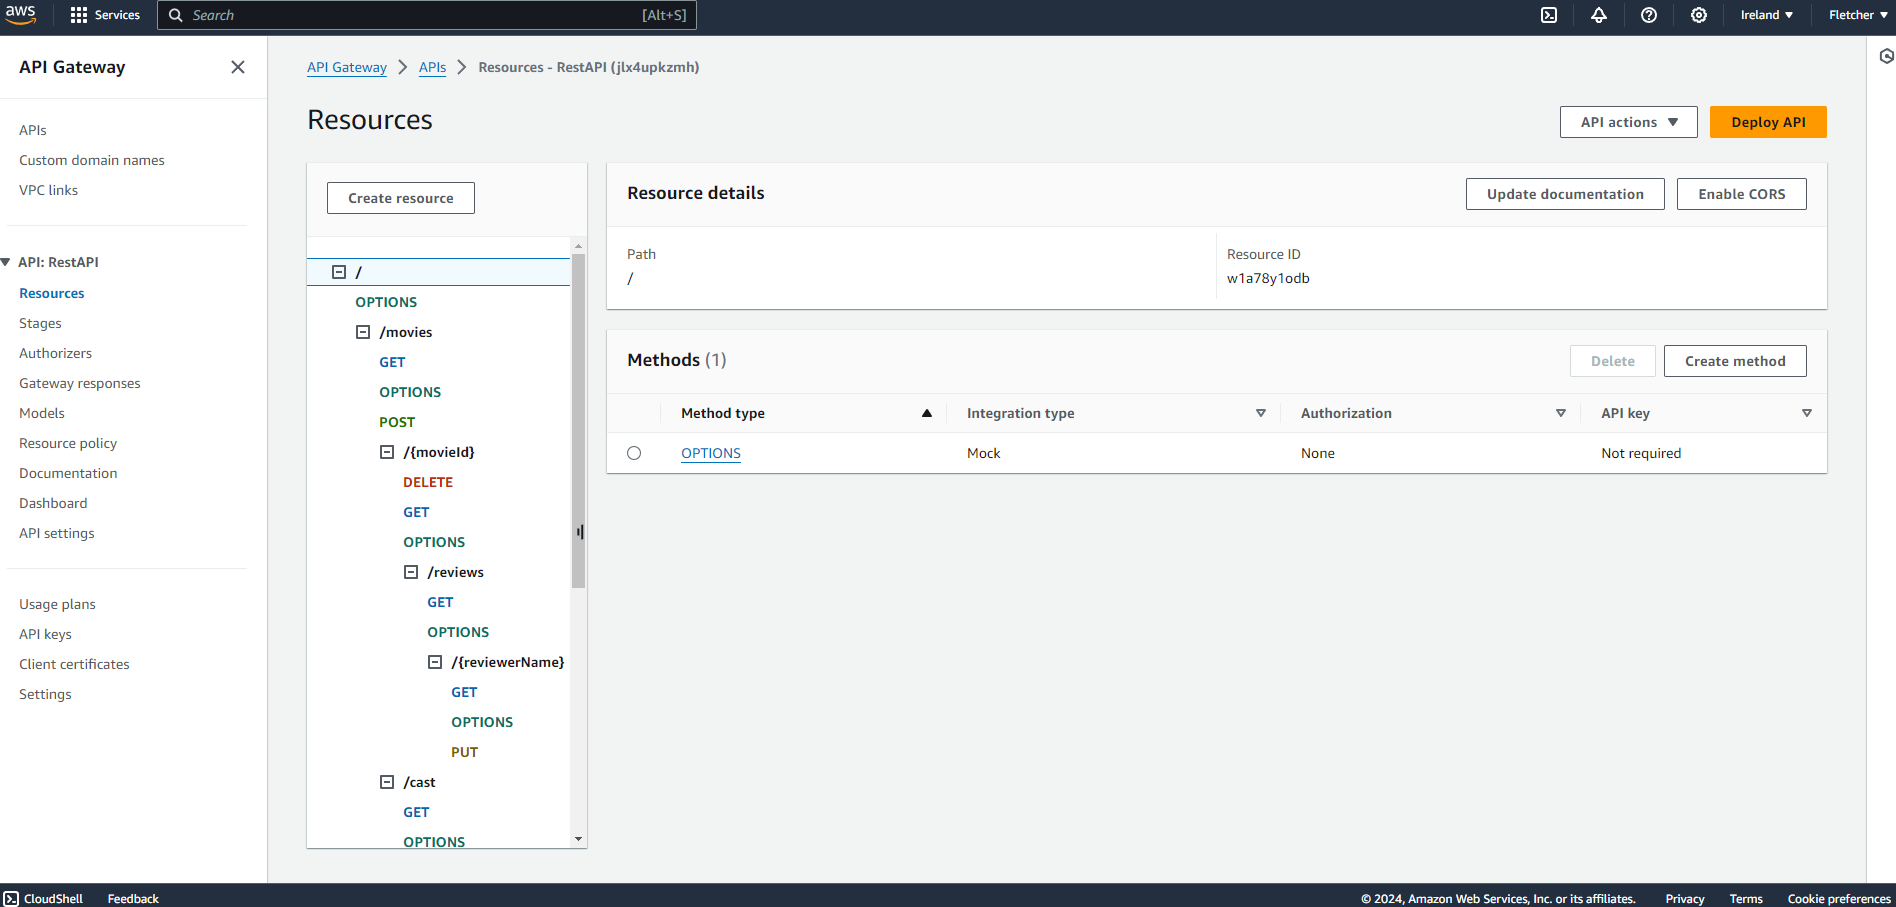 aws Services Search [Alt+S] Ireland Fletcher
API Gateway
APIs
Custom domain names
VPC links
API: RestAPI
Resources
Stages
Authorizers
Gateway responses
Models
Resource policy
Documentation
Dashboard
API settings
Usage plans
API keys
Client certificates
Settings
API Gateway APIs Resources - RestAPI (jlx4upkzmh)
Resources
API actions Deploy API
Create resource
/
OPTIONS
/movies
GET
OPTIONS
POST
/{movieId}
DELETE
GET
OPTIONS
/reviews
GET
OPTIONS
/{reviewerName}
GET
OPTIONS
PUT
/cast
GET
OPTIONS
Resource details
Update documentation Enable CORS
Path Resource ID
/ w1a78y1odb
Methods (1)
Delete Create method
Method type Integration type Authorization API key
OPTIONS Mock None Not required
CloudShell Feedback © 2024, Amazon Web Services, Inc. or its affiliates. Privacy Terms Cookie preferences